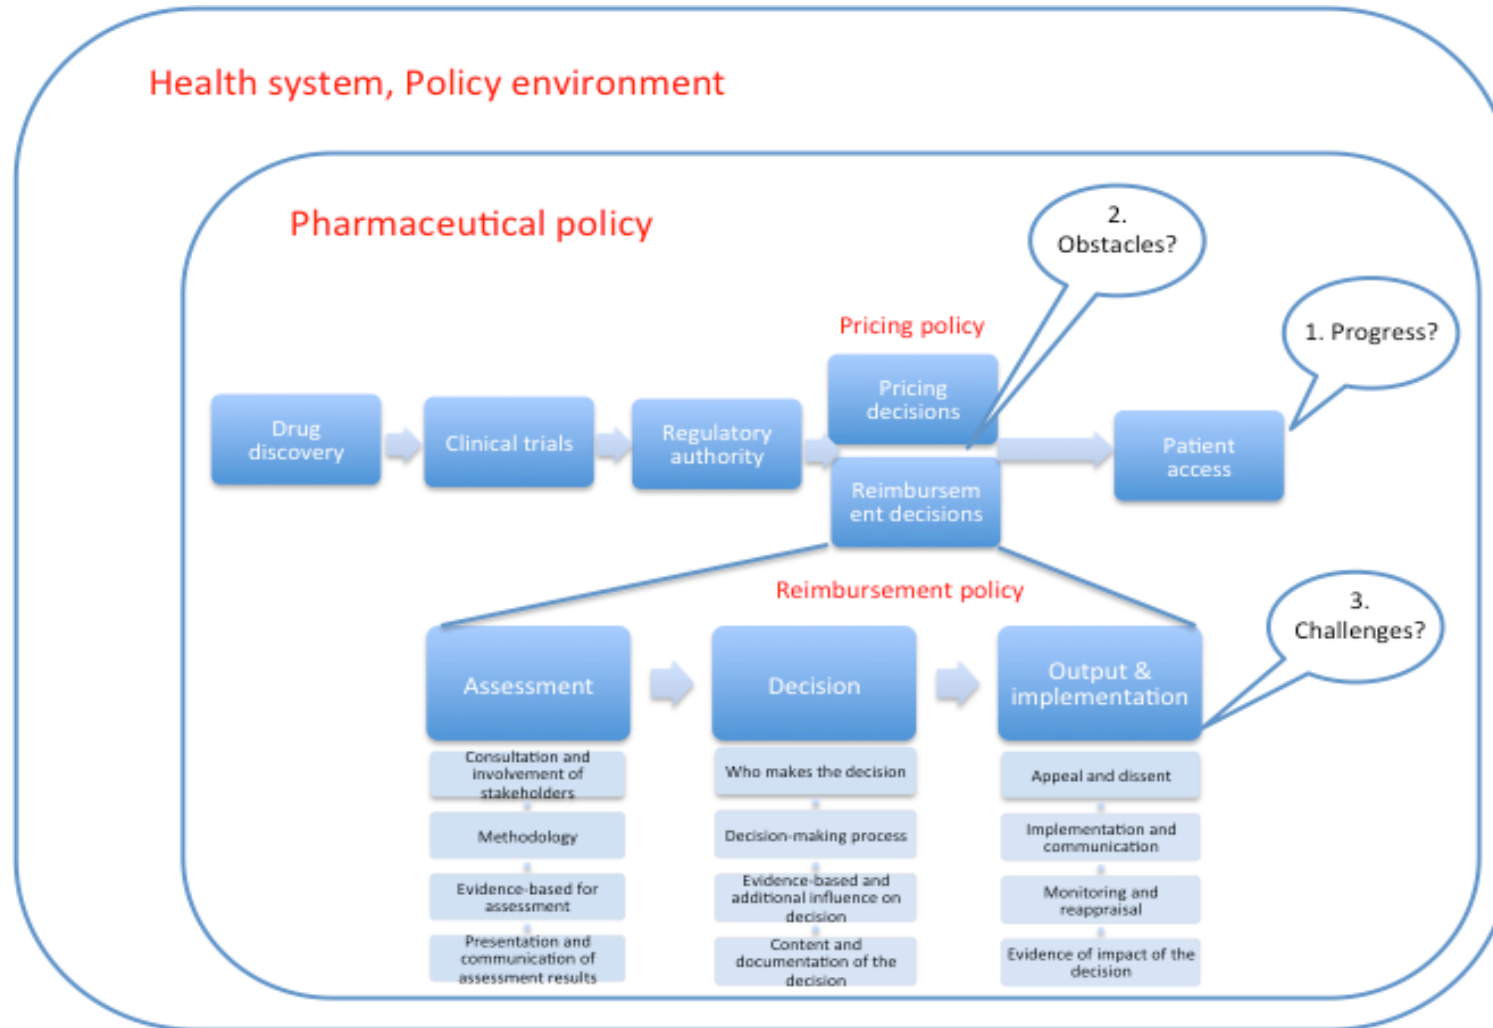 Health system, Policy environment
Pharmaceutical policy
2.
Obstacles?
1. Progress?
Pricing policy
Drug
discovery
Clinical trials
Regulatory
authority
Pricing
decisions
Reimbursem
ent decisions
Patient
access
Reimbursement policy
3.
Challenges?
Assessment
Decision
Output &
implementation
Consultation and
involvement of
stakeholders
Methodology
Evidence-based for
assessment
Presentation and
communication of
assessment results
Who makes the decision
Decision-making process
Evidence-based and
additional influence on
decision
Content and
documentation of the
decision
Appeal and dissent
Implementation and
communication
Monitoring and
reappraisal
Evidence of impact of the
decision